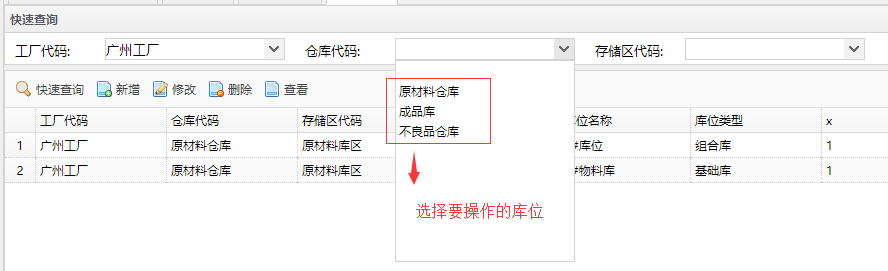 快速查询
工厂代码: 广州工厂 仓库代码: 存储区代码:
快速查询 新增 修改 删除 查看
原材料仓库
成品库
不良品仓库
工厂代码 仓库代码 存储区代码 位名称 库位类型 x
1 广州工厂 原材料仓库 原材料库区 库位 组合库 1
2 广州工厂 原材料仓库 原材料库区 物料库 基础库 1
选择要操作的库位